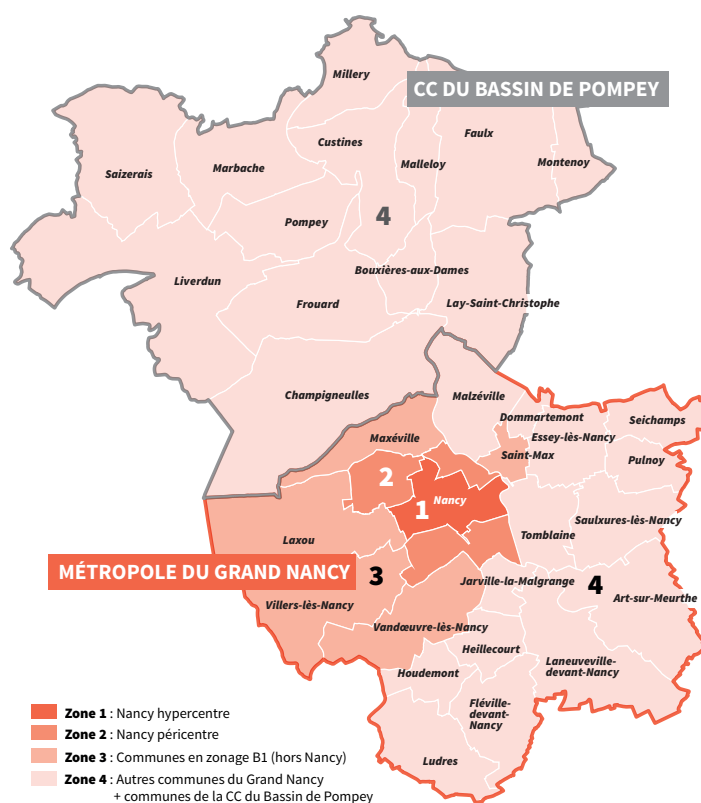 Millery
CC DU BASSIN DE POMPEY
Faulx
Custines
Malleloy
Montenoy
Marbache
Saizerais
4
Pompey
Bouxières-aux-Dames
Liverdun
Frouard
Lay-Saint-Christophe
Champigneulles
Malzéville
Dommartemont
Seichamps
Maxéville
Essey-lès-Nancy
Saint-Max
Pulnoy
2
Nancy
1
Saulxures-lès-Nancy
Tomblaine
Laxou
MÉTROPOLE DU GRAND NANCY
3
Jarville-la-Malgrange
4
Art-sur-Meurthe
Villers-lès-Nancy
Vandœuvre-lès-Nancy
Heillecourt
Laneuveville-
devant-Nancy
Houdemont
Fléville-
devant-
Nancy
Ludres
Zone 1 : Nancy hypercentre
Zone 2 : Nancy péricentre
Zone 3 : Communes en zonage B1 (hors Nancy)
Zone 4 : Autres communes du Grand Nancy
+ communes de la CC du Bassin de Pompey